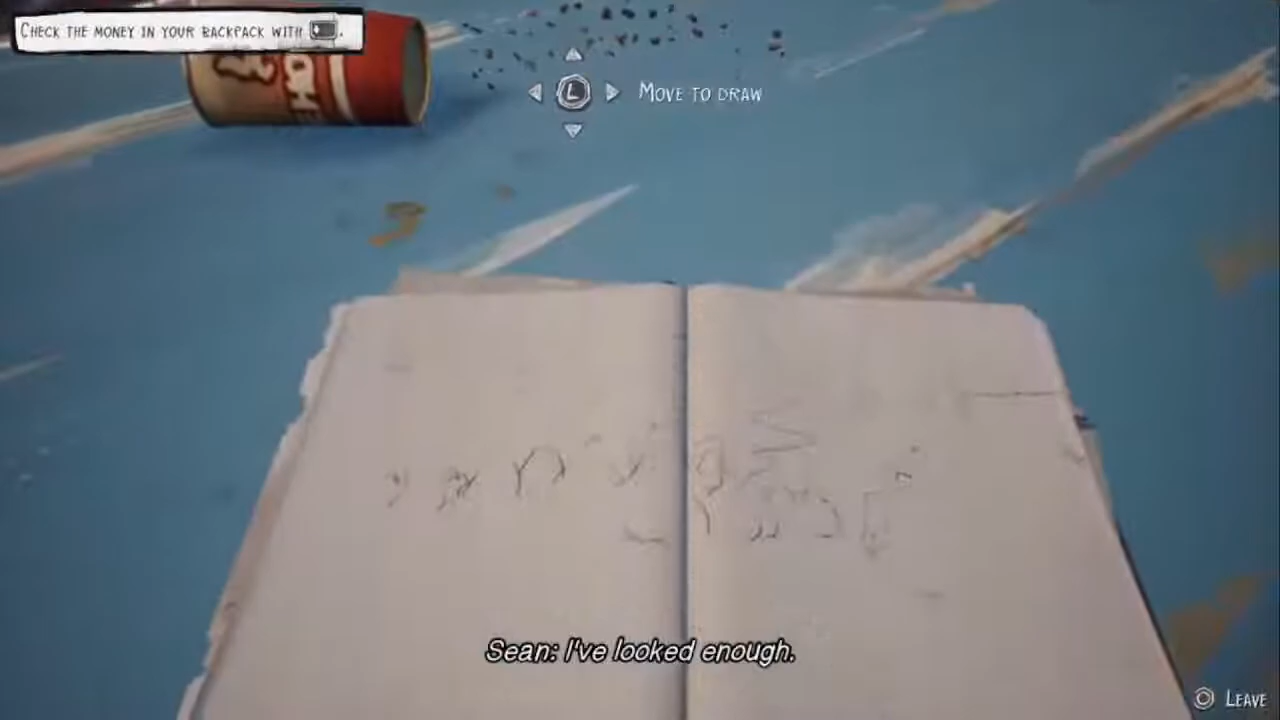 CHECK THE MONEY IN YOUR BACKPACK WITH .
L MOVE TO DRAW
Sean: I've looked enough.
LEAVE